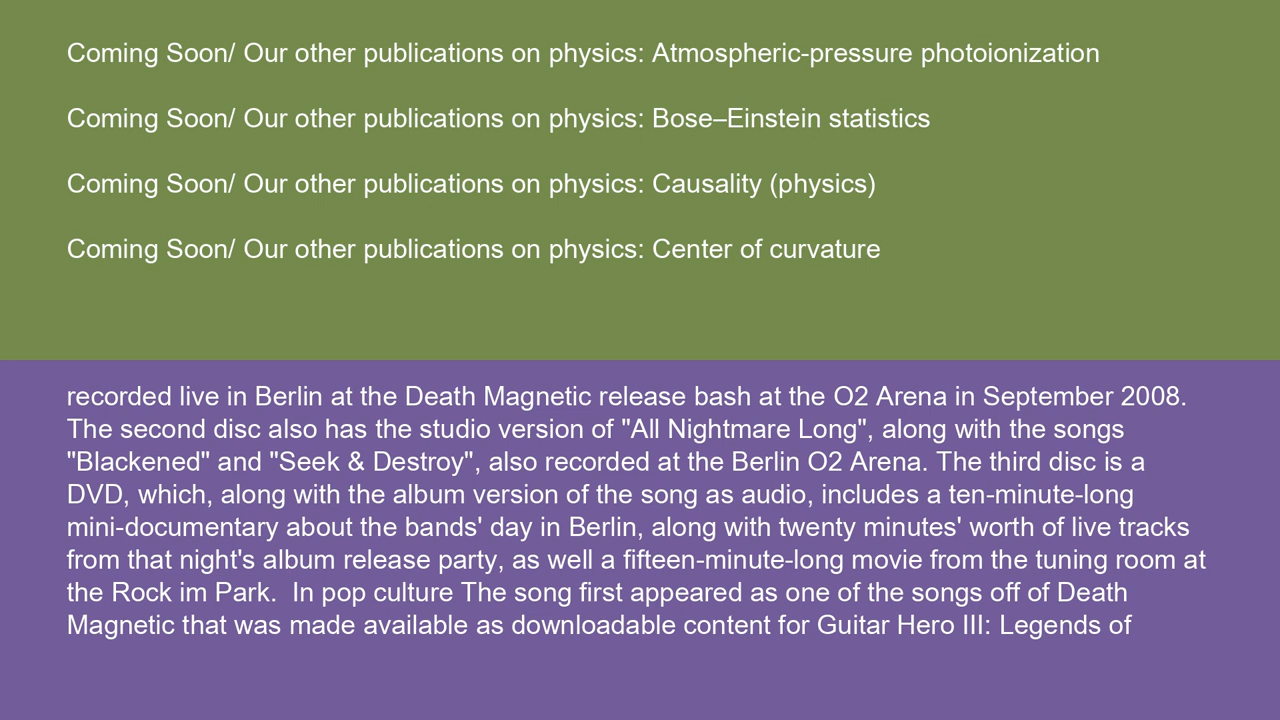 Coming Soon/ Our other publications on physics: Atmospheric-pressure photoionization
Coming Soon/ Our other publications on physics: Bose–Einstein statistics
Coming Soon/ Our other publications on physics: Causality (physics)
Coming Soon/ Our other publications on physics: Center of curvature
recorded live in Berlin at the Death Magnetic release bash at the O2 Arena in September 2008.
The second disc also has the studio version of "All Nightmare Long", along with the songs
"Blackened" and "Seek & Destroy", also recorded at the Berlin O2 Arena. The third disc is a
DVD, which, along with the album version of the song as audio, includes a ten-minute-long
mini-documentary about the bands' day in Berlin, along with twenty minutes' worth of live tracks
from that night's album release party, as well a fifteen-minute-long movie from the tuning room at
the Rock im Park.  In pop culture The song first appeared as one of the songs off of Death
Magnetic that was made available as downloadable content for Guitar Hero III: Legends of